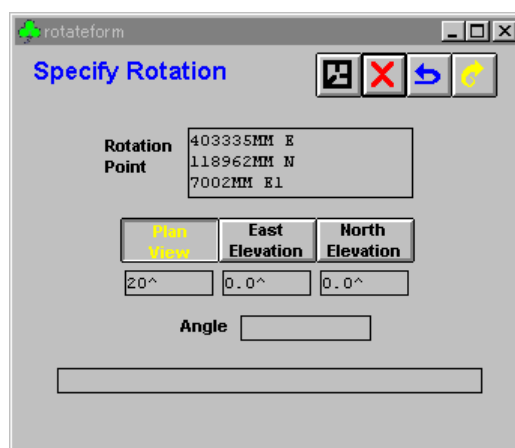 rotateform
Specify Rotation
Rotation
Point
403335MM E
118962MM N
7002MM El
Plan
View
East
Elevation
North
Elevation
20^
0.0^
0.0^
Angle